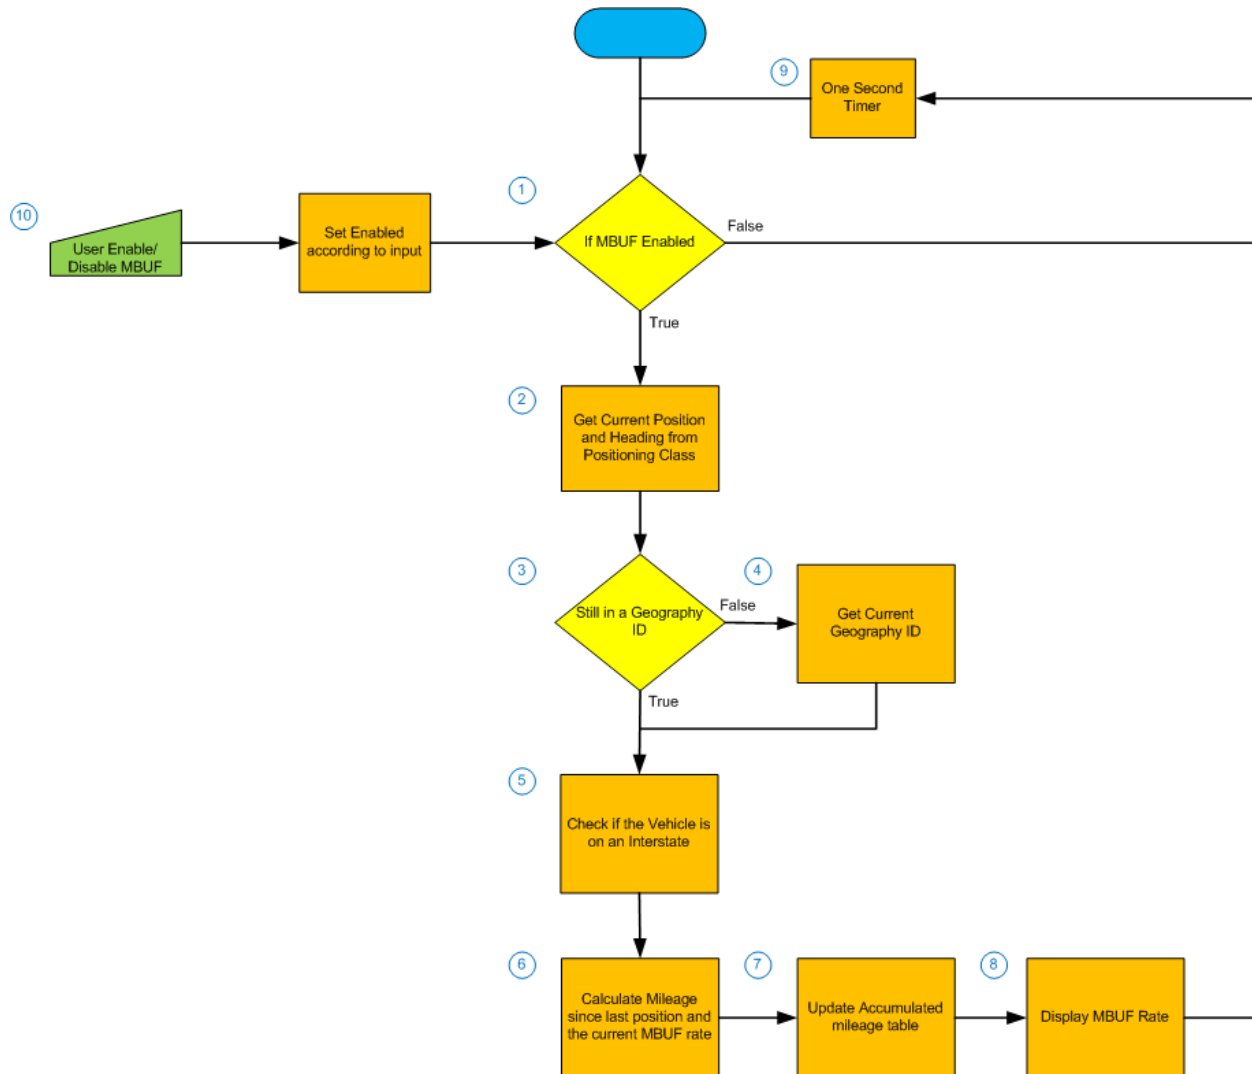 9
One Second
Timer
1
10
User Enable/
Disable MBUF
Set Enabled
according to input
If MBUF Enabled
False
True
2
Get Current Position
and Heading from
Positioning Class
3
Still in a Geography
ID
False
4
Get Current
Geography ID
True
5
Check if the Vehicle is
on an Interstate
6
Calculate Mileage
since last position and
the current MBUF rate
7
Update Accumulated
mileage table
8
Display MBUF Rate